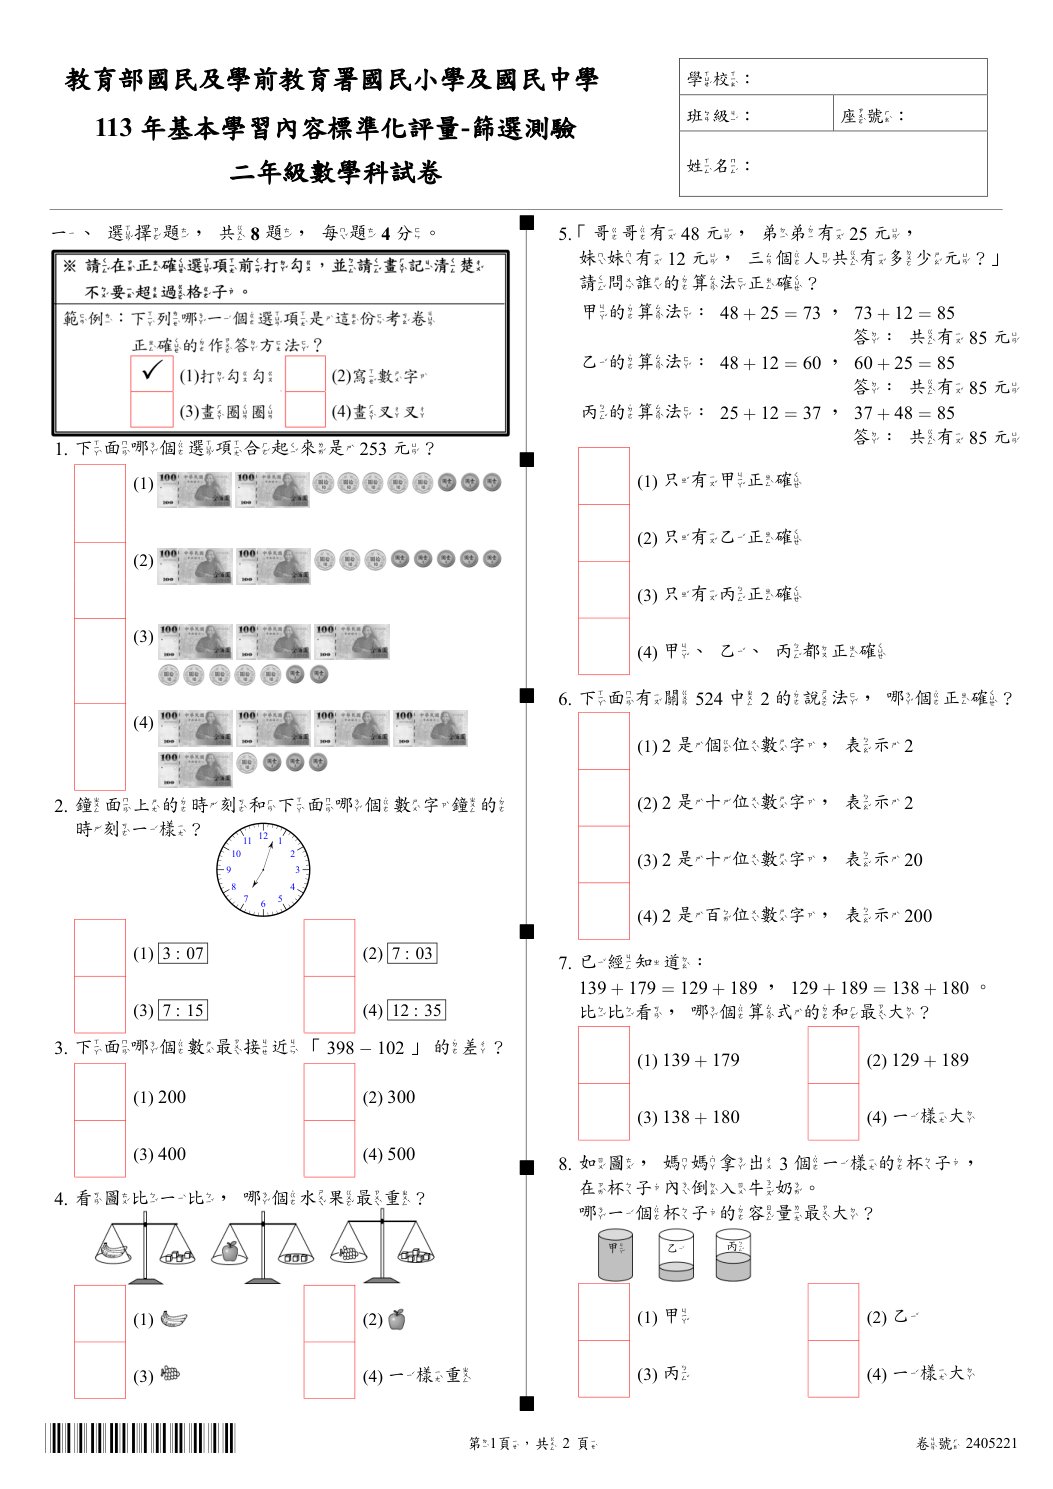 教育部國民及學前教育署國民小學及國民中學
113 年基本學習內容標準化評量-篩選測驗
二年級數學科試卷
學校：
班級：
座號：
姓名：
一、 選擇題， 共 8 題， 每題 4 分。
※ 請在正確選項前打勾，並請畫記清楚
不要超過格子。
範例：下列哪一個選項是這份考卷
正確的作答方法？
✓ (1)打勾勾
(2)寫數字
(3)畫圈圈
(4)畫叉叉
1. 下面哪個選項合起來是 253 元？
(1)
(2)
(3)
(4)
2. 鐘面上的時刻和下面哪個數字鐘的
時刻一樣？
12
1
2
3
4
5
6
7
8
9
10
11
(1) 3 : 07
(2) 7 : 03
(3) 7 : 15
(4) 12 : 35
3. 下面哪個數最接近「 398 − 102 」 的差？
(1) 200
(2) 300
(3) 400
(4) 500
4. 看圖比一比， 哪個水果最重？
(1)
(2)
(3)
(4) 一樣重
5.「 哥哥有 48 元， 弟弟有 25 元，
妹妹有 12 元， 三個人共有多少元？」
請問誰的算法正確？
甲的算法： 48 + 25 = 73 ， 73 + 12 = 85
答： 共有 85 元
乙的算法： 48 + 12 = 60 ， 60 + 25 = 85
答： 共有 85 元
丙的算法： 25 + 12 = 37 ， 37 + 48 = 85
答： 共有 85 元
(1) 只有甲正確
(2) 只有乙正確
(3) 只有丙正確
(4) 甲、 乙、 丙都正確
6. 下面有關 524 中 2 的說法， 哪個正確？
(1) 2 是個位數字， 表示 2
(2) 2 是十位數字， 表示 2
(3) 2 是十位數字， 表示 20
(4) 2 是百位數字， 表示 200
7. 已經知道：
139 + 179 = 129 + 189 ， 129 + 189 = 138 + 180 。
比比看， 哪個算式的和最大？
(1) 139 + 179
(2) 129 + 189
(3) 138 + 180
(4) 一樣大
8. 如圖， 媽媽拿出 3 個一樣的杯子，
在杯子內倒入牛奶。
哪一個杯子的容量最大？
甲
乙
丙
(1) 甲
(2) 乙
(3) 丙
(4) 一樣大
第1頁，共 2 頁
卷號 2405221